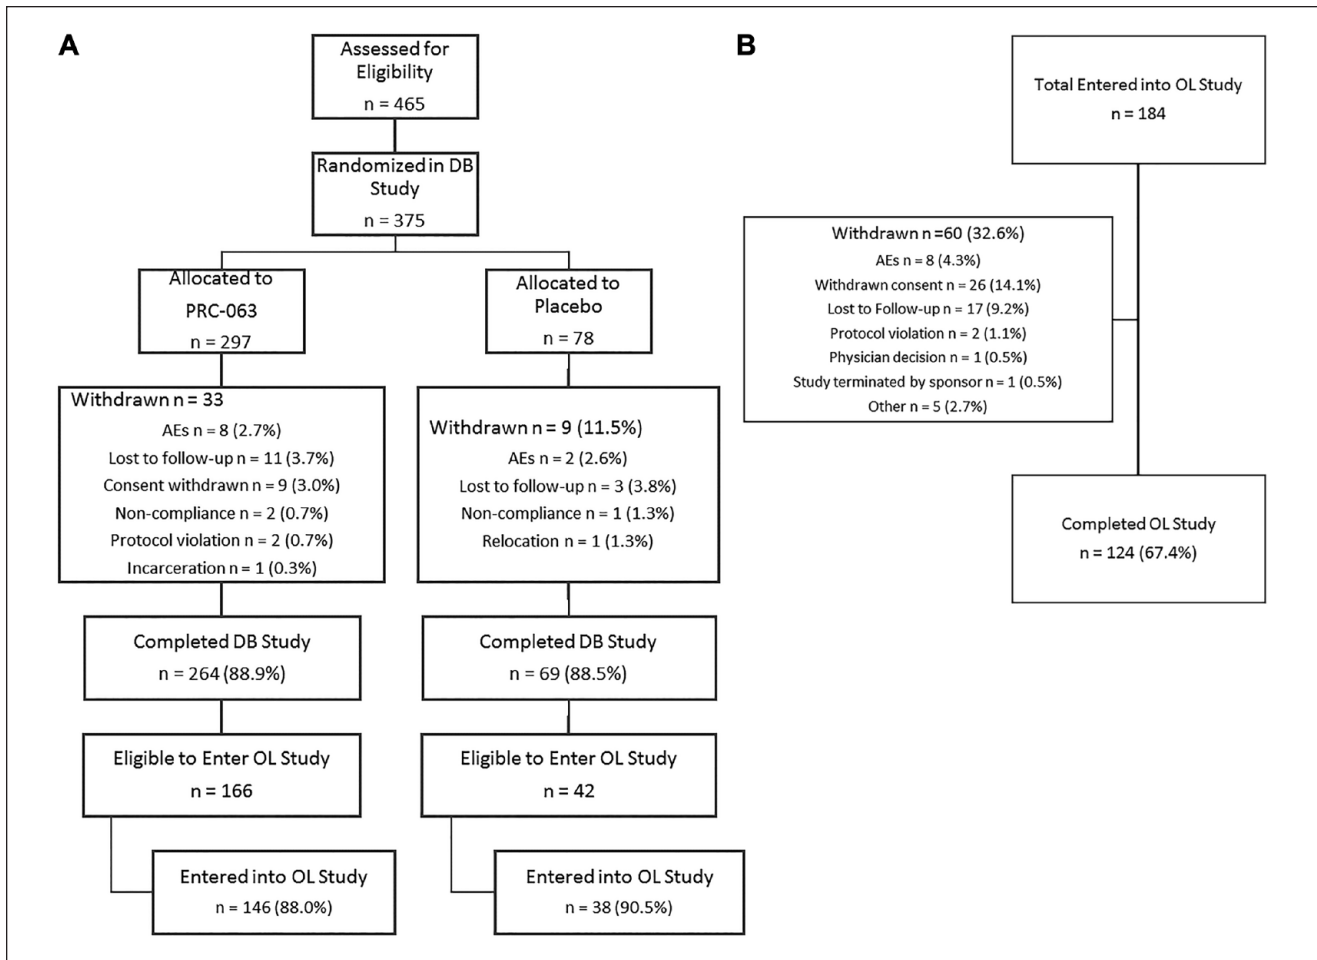 A
Assessed for
Eligibility
n = 465
Randomized in DB
Study
n = 375
Allocated to
PRC-063
n = 297
Allocated to
Placebo
n = 78
Withdrawn n = 33
AEs n = 8 (2.7%)
Lost to follow-up n = 11 (3.7%)
Consent withdrawn n = 9 (3.0%)
Non-compliance n = 2 (0.7%)
Protocol violation n = 2 (0.7%)
Incarceration n = 1 (0.3%)
Withdrawn n = 9 (11.5%)
AEs n = 2 (2.6%)
Lost to follow-up n = 3 (3.8%)
Non-compliance n = 1 (1.3%)
Relocation n = 1 (1.3%)
Completed DB Study
n = 264 (88.9%)
Completed DB Study
n = 69 (88.5%)
Eligible to Enter OL Study
n = 166
Eligible to Enter OL Study
n = 42
Entered into OL Study
n = 146 (88.0%)
Entered into OL Study
n = 38 (90.5%)
B
Total Entered into OL Study
n = 184
Withdrawn n =60 (32.6%)
AEs n = 8 (4.3%)
Withdrawn consent n = 26 (14.1%)
Lost to Follow-up n = 17 (9.2%)
Protocol violation n = 2 (1.1%)
Physician decision n = 1 (0.5%)
Study terminated by sponsor n = 1 (0.5%)
Other n = 5 (2.7%)
Completed OL Study
n = 124 (67.4%)